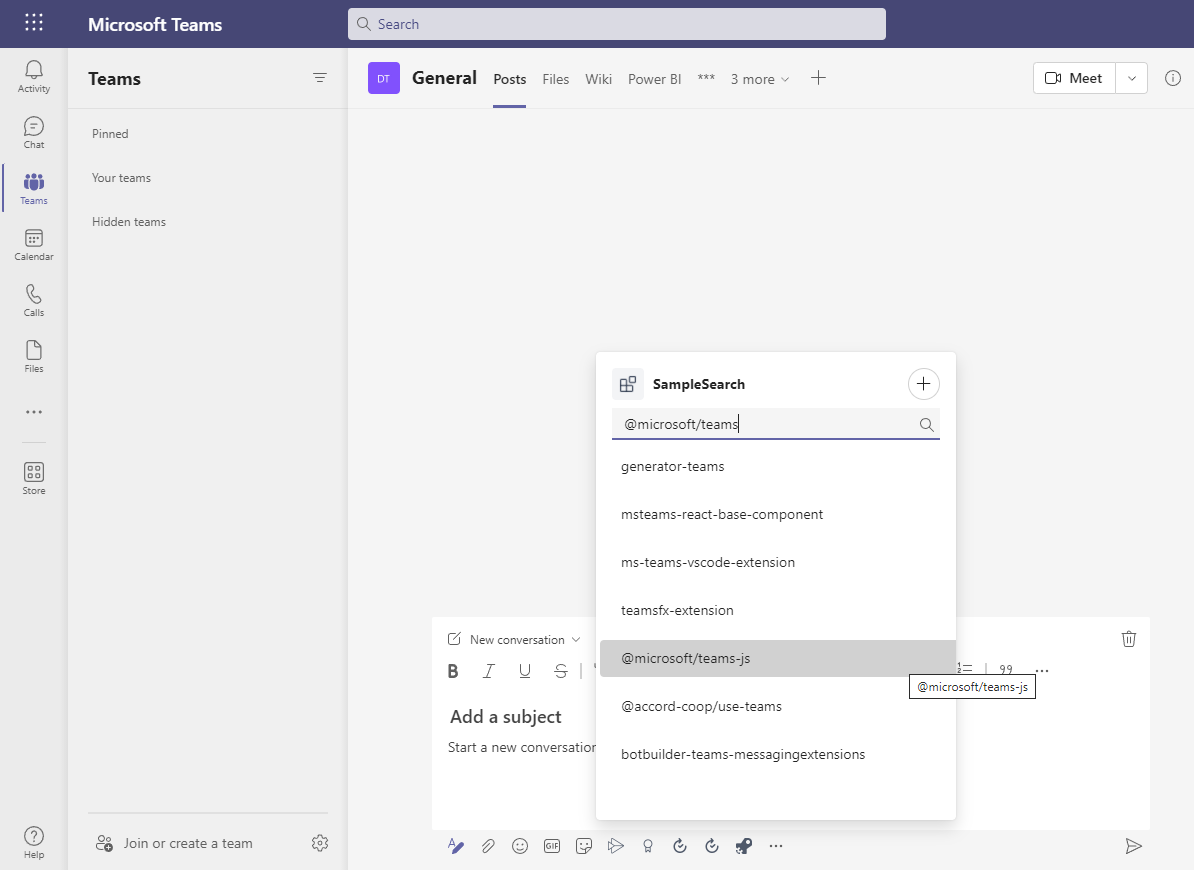 Microsoft Teams
Search
Activity
Chat
Teams
Calendar
Calls
Files
Store
Help
Teams
Pinned
Your teams
Hidden teams
Join or create a team
DT
General
Posts
Files
Wiki
Power BI
***
3 more
Meet
SampleSearch
@microsoft/teams
generator-teams
msteams-react-base-component
ms-teams-vscode-extension
teamsfx-extension
@microsoft/teams-js
@microsoft/teams-js
@accord-coop/use-teams
botbuilder-teams-messagingextensions
New conversation
B I U S
Add a subject
Start a new conversation
GIF